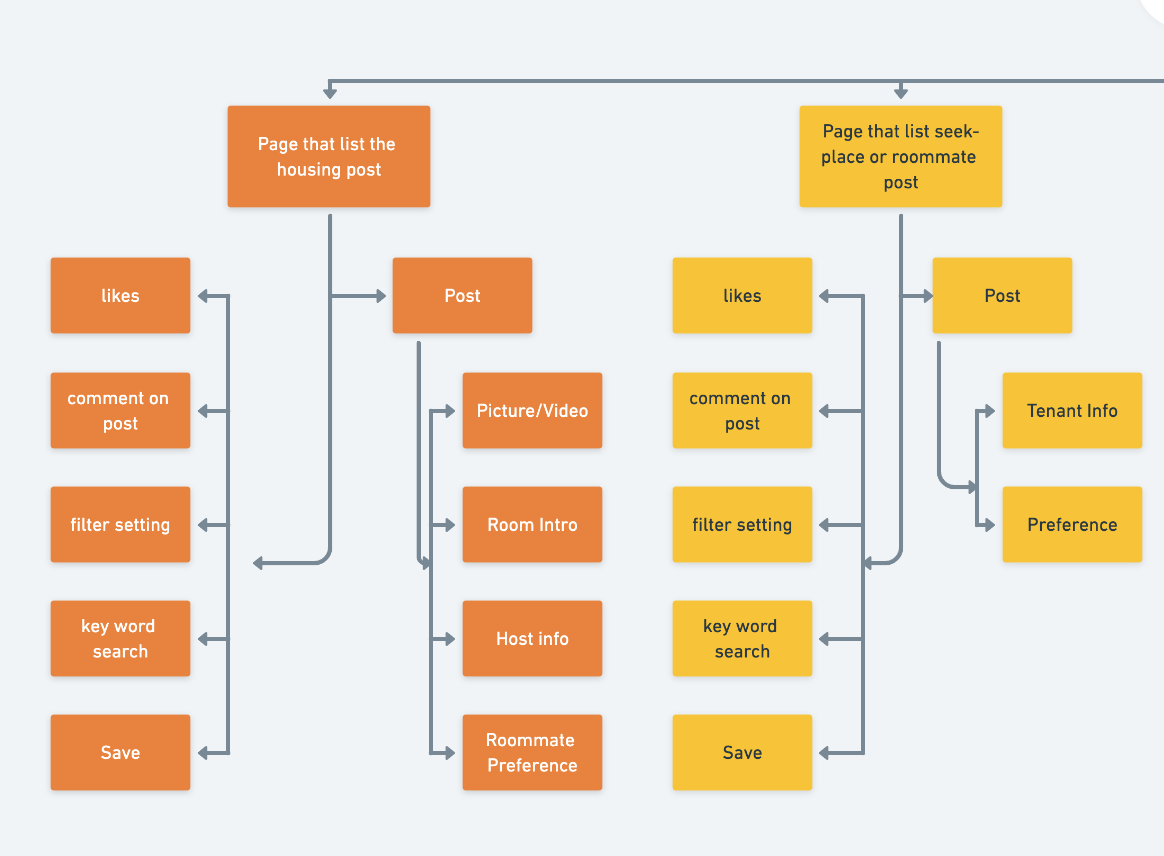 Page that list the
housing post
Page that list seek-
place or roommate
post
likes
Post
likes
Post
comment on
post
Picture/Video
comment on
post
Tenant Info
filter setting
Room Intro
filter setting
Preference
key word
search
Host info
key word
search
Save
Roommate
Preference
Save